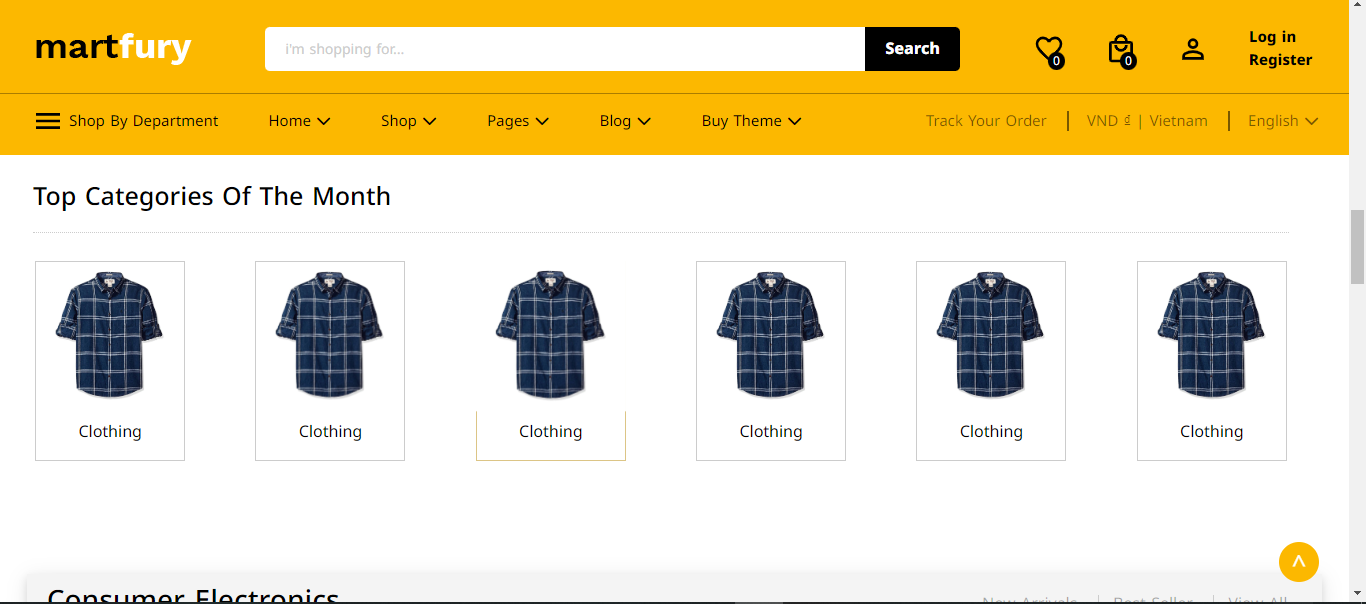 martfury
i'm shopping for...
Search
0
0
Log in
Register
Shop By Department
Home
Shop
Pages
Blog
Buy Theme
Track Your Order
VND ₫ | Vietnam
English
Top Categories Of The Month
Clothing
Clothing
Clothing
Clothing
Clothing
Clothing
Consumer Electronics
New Arrivals
Best Seller
View All